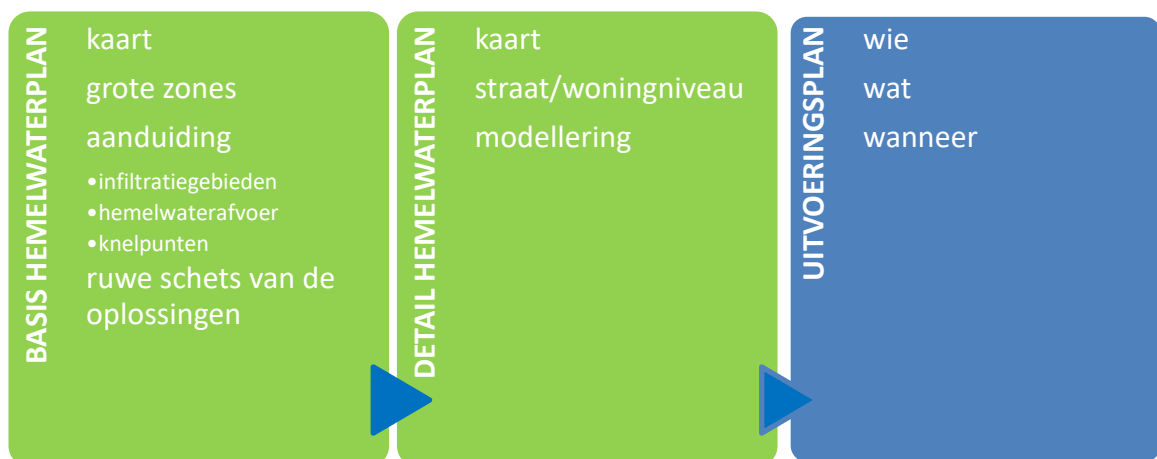 BASIS HEMELWATERPLAN
kaart
grote zones
aanduiding
•infiltratiegebieden
•hemelwaterafvoer
•knelpunten
ruwe schets van de
oplossingen
DETAIL HEMELWATERPLAN
kaart
straat/woningniveau
modellering
UITVOERINGSPLAN
wie
wat
wanneer